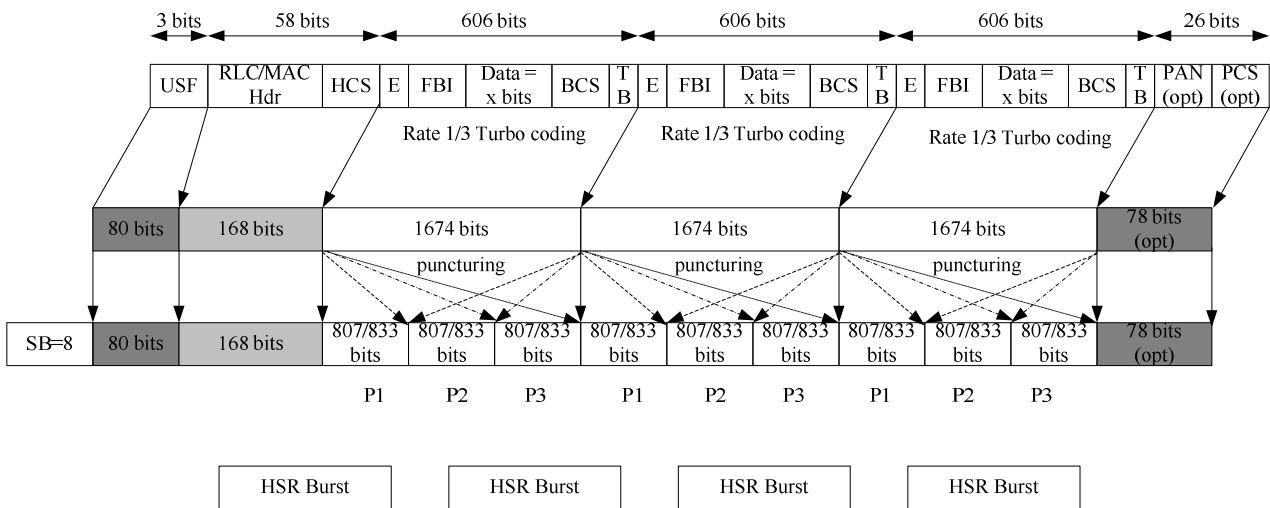 3 bits 58 bits 606 bits 606 bits 606 bits 26 bits
USF RLC/MAC Hdr HCS E FBI Data = x bits BCS T B E FBI Data = x bits BCS T B E FBI Data = x bits BCS T B PAN (opt) PCS (opt)
Rate 1/3 Turbo coding Rate 1/3 Turbo coding Rate 1/3 Turbo coding
80 bits 168 bits 1674 bits 1674 bits 1674 bits 78 bits (opt)
puncturing puncturing puncturing
SB=8 80 bits 168 bits 807/833 bits 807/833 bits 807/833 bits 807/833 bits 807/833 bits 807/833 bits 807/833 bits 807/833 bits 807/833 bits 78 bits (opt)
P1 P2 P3 P1 P2 P3 P1 P2 P3
HSR Burst HSR Burst HSR Burst HSR Burst